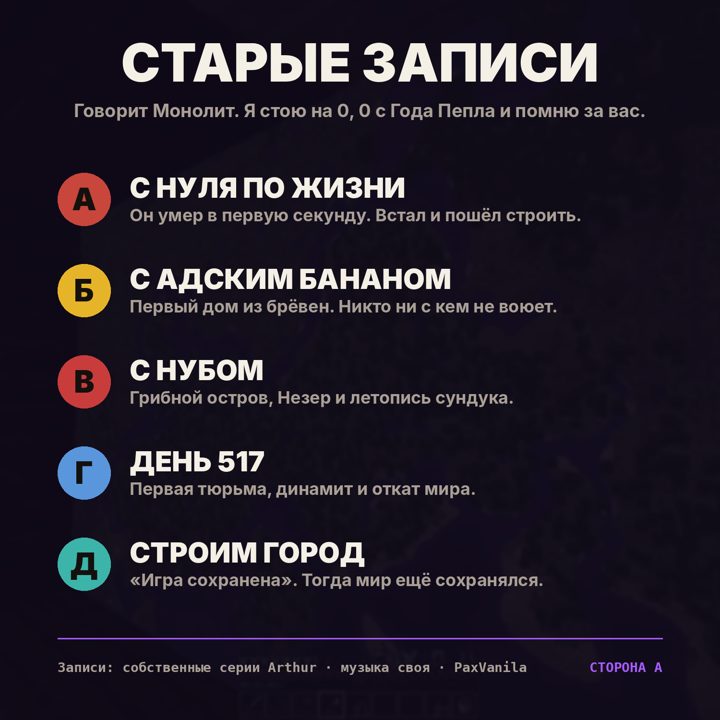 СТАРЫЕ ЗАПИСИ
Говорит Монолит. Я стою на 0, 0 с Года Пепла и помню за вас.
А
С НУЛЯ ПО ЖИЗНИ
Он умер в первую секунду. Встал и пошёл строить.
Б
С АДСКИМ БАНАНОМ
Первый дом из брёвен. Никто ни с кем не воюет.
В
С НУБОМ
Грибной остров, Незер и летопись сундука.
Г
ДЕНЬ 517
Первая тюрьма, динамит и откат мира.
Д
СТРОИМ ГОРОД
«Игра сохранена». Тогда мир ещё сохранялся.
Записи: собственные серии Arthur · музыка своя · PaxVanila
СТОРОНА А